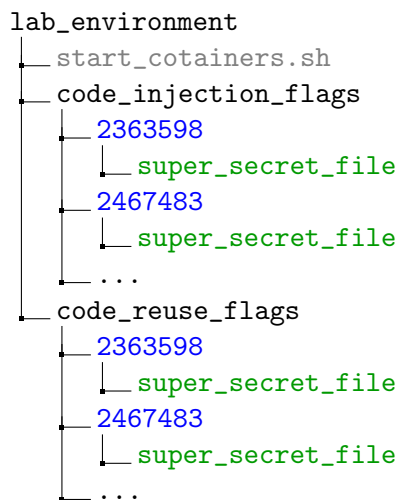 lab_environment
start_cotainers.sh
code_injection_flags
2363598
super_secret_file
2467483
super_secret_file
...
code_reuse_flags
2363598
super_secret_file
2467483
super_secret_file
...